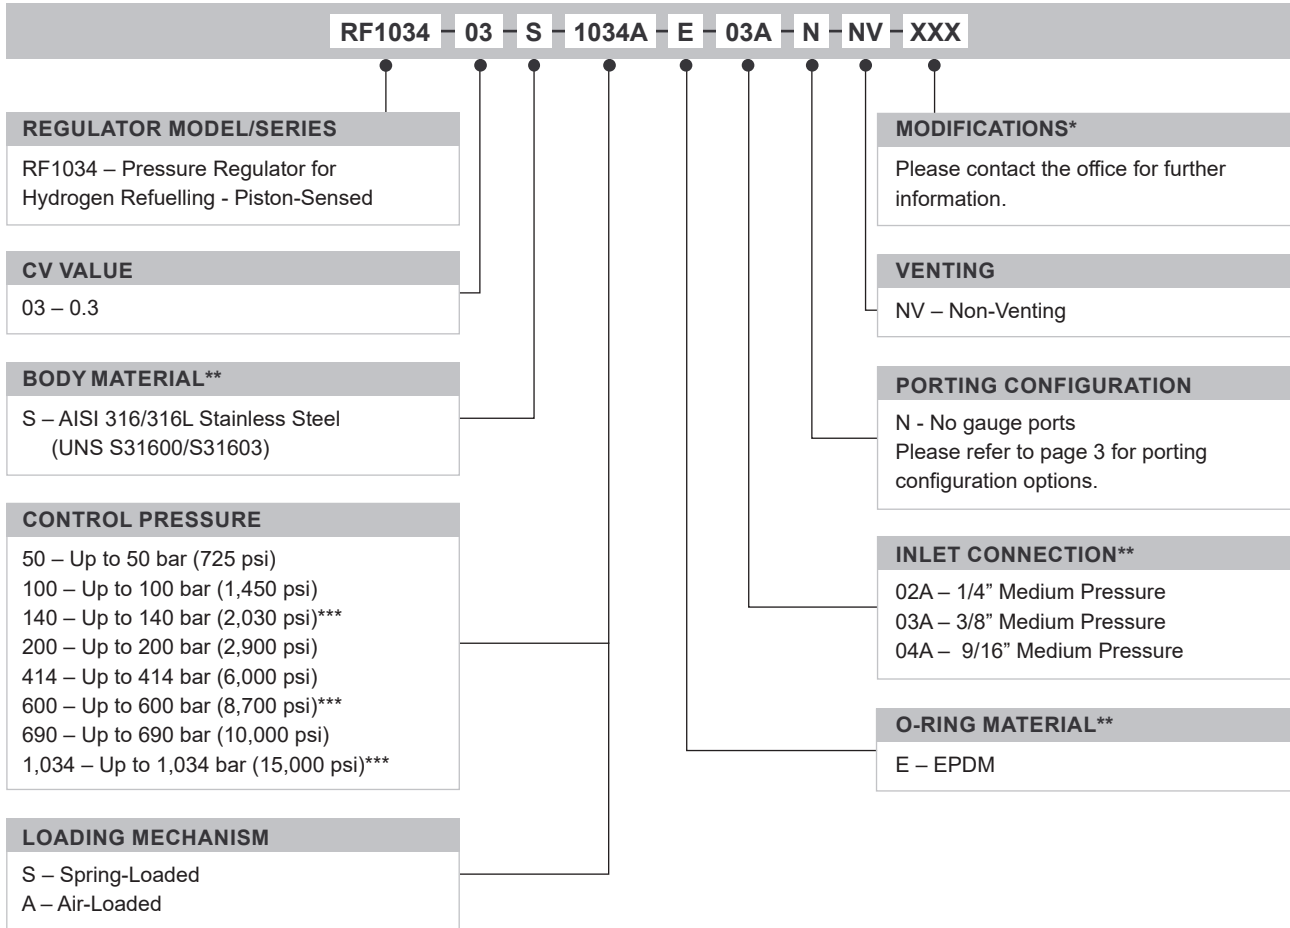 RF1034 03 S 1034A E 03A N NV XXX
REGULATOR MODEL/SERIES
RF1034 – Pressure Regulator for
Hydrogen Refuelling - Piston-Sensed
CV VALUE
03 – 0.3
BODY MATERIAL**
S – AISI 316/316L Stainless Steel
(UNS S31600/S31603)
CONTROL PRESSURE
50 – Up to 50 bar (725 psi)
100 – Up to 100 bar (1,450 psi)
140 – Up to 140 bar (2,030 psi)***
200 – Up to 200 bar (2,900 psi)
414 – Up to 414 bar (6,000 psi)
600 – Up to 600 bar (8,700 psi)***
690 – Up to 690 bar (10,000 psi)
1,034 – Up to 1,034 bar (15,000 psi)***
LOADING MECHANISM
S – Spring-Loaded
A – Air-Loaded
MODIFICATIONS*
Please contact the office for further
information.
VENTING
NV – Non-Venting
PORTING CONFIGURATION
N - No gauge ports
Please refer to page 3 for porting
configuration options.
INLET CONNECTION**
02A – 1/4” Medium Pressure
03A – 3/8” Medium Pressure
04A – 9/16” Medium Pressure
O-RING MATERIAL**
E – EPDM